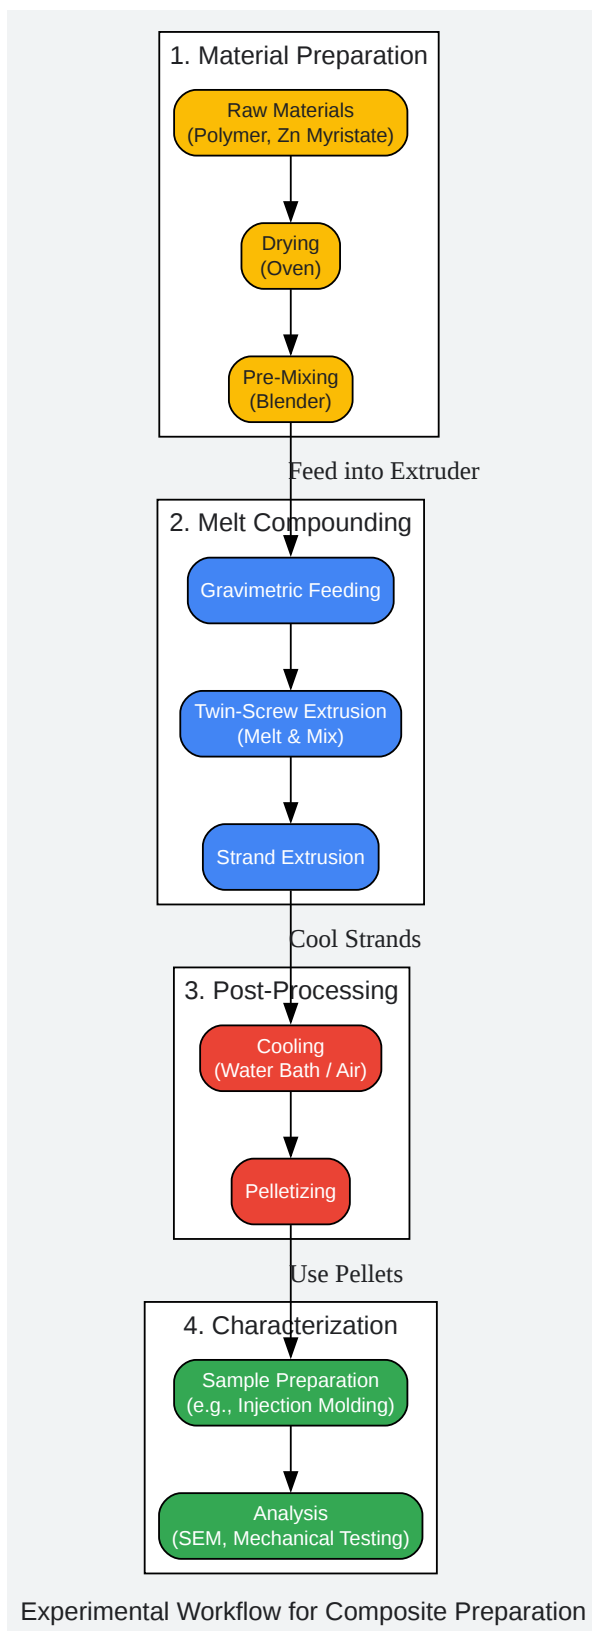 1. Material Preparation
Raw Materials
(Polymer, Zn Myristate)
Drying
(Oven)
Pre-Mixing
(Blender)
Feed into Extruder
2. Melt Compounding
Gravimetric Feeding
Twin-Screw Extrusion
(Melt & Mix)
Strand Extrusion
Cool Strands
3. Post-Processing
Cooling
(Water Bath / Air)
Pelletizing
Use Pellets
4. Characterization
Sample Preparation
(e.g., Injection Molding)
Analysis
(SEM, Mechanical Testing)
Experimental Workflow for Composite Preparation